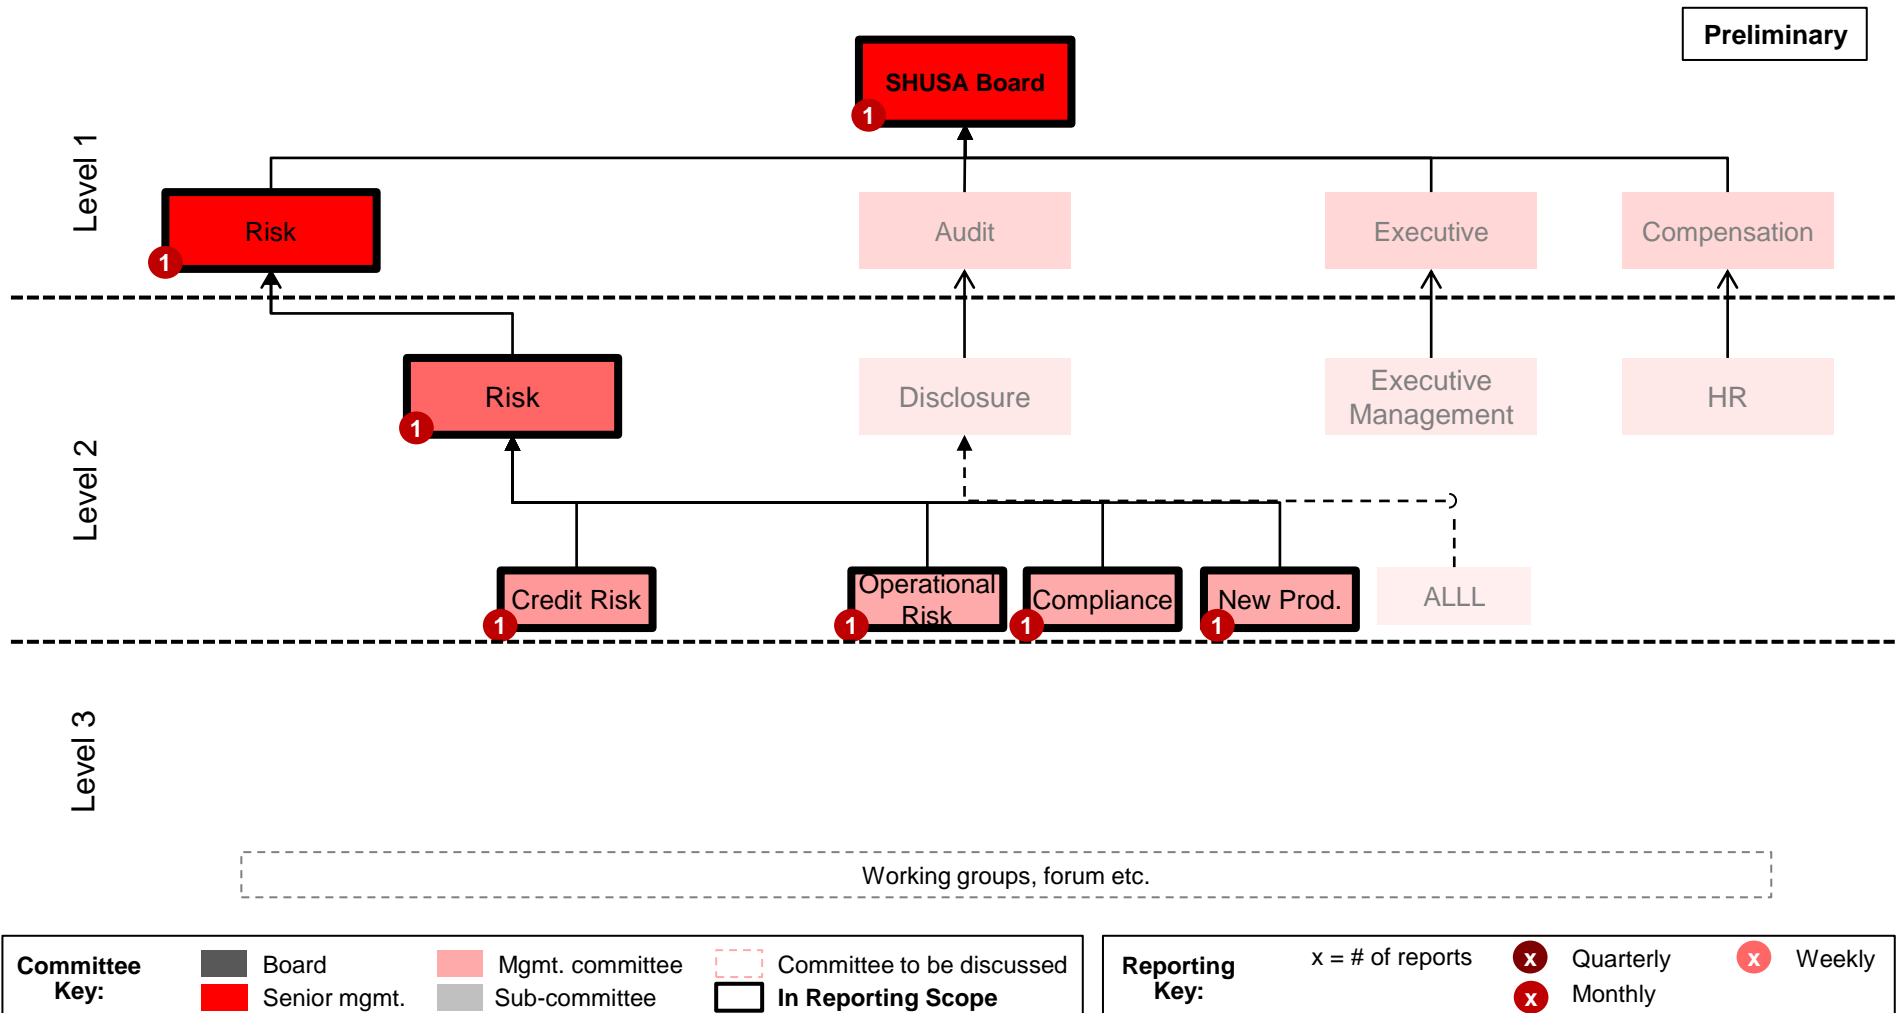 Preliminary
SHUSA Board
1
Level 1
Risk
1
Audit
Executive
Compensation
Level 2
Risk
1
Disclosure
Executive
Management
HR
Credit Risk
1
Operational
Risk
1
Compliance
1
New Prod.
1
ALLL
Level 3
Working groups, forum etc.
Committee
Key:
Board
Senior mgmt.
Mgmt. committee
Sub-committee
Committee to be discussed
In Reporting Scope
Reporting
Key:
x = # of reports
x
Quarterly
x
Monthly
x
Weekly